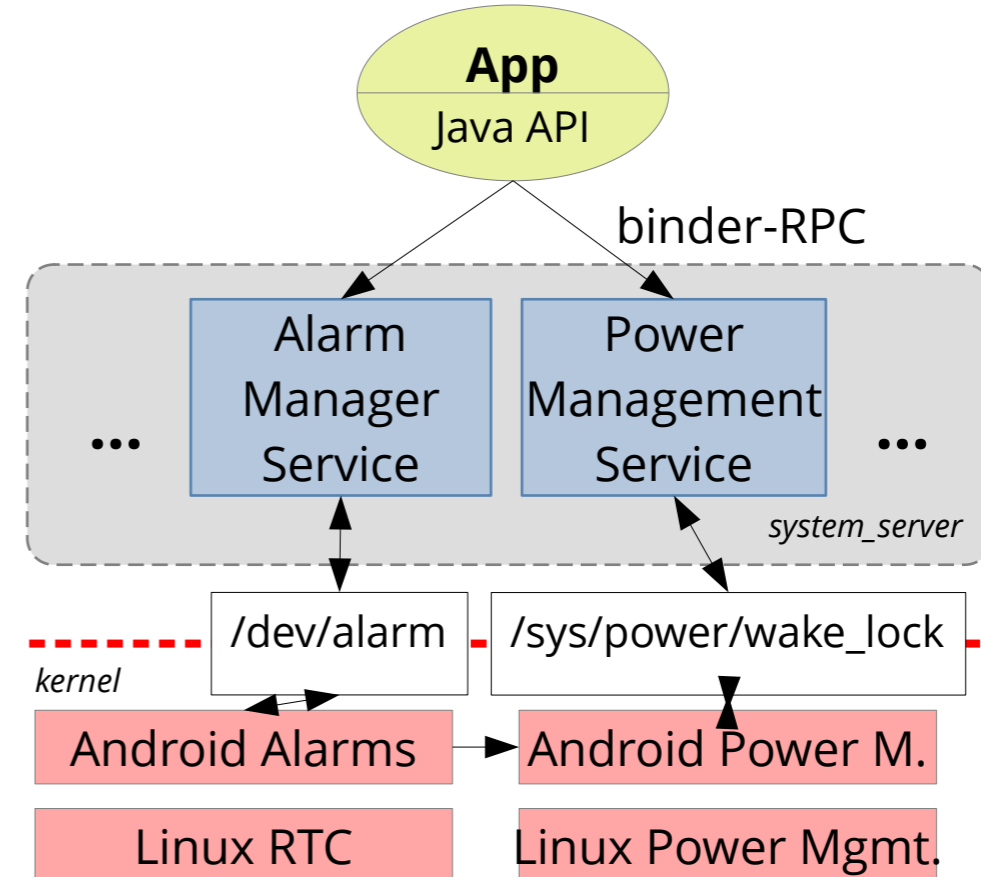 App
Java API
binder-RPC
Alarm
Manager
Service
Power
Management
Service
...
...
system_server
/dev/alarm
/sys/power/wake_lock
kernel
Android Alarms
Android Power M.
Linux RTC
Linux Power Mgmt.